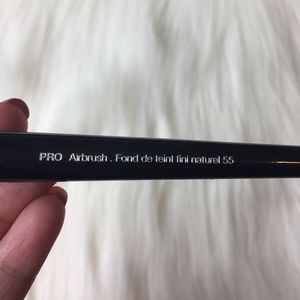 PRO Airbrush . Fond de teint fini naturel 55